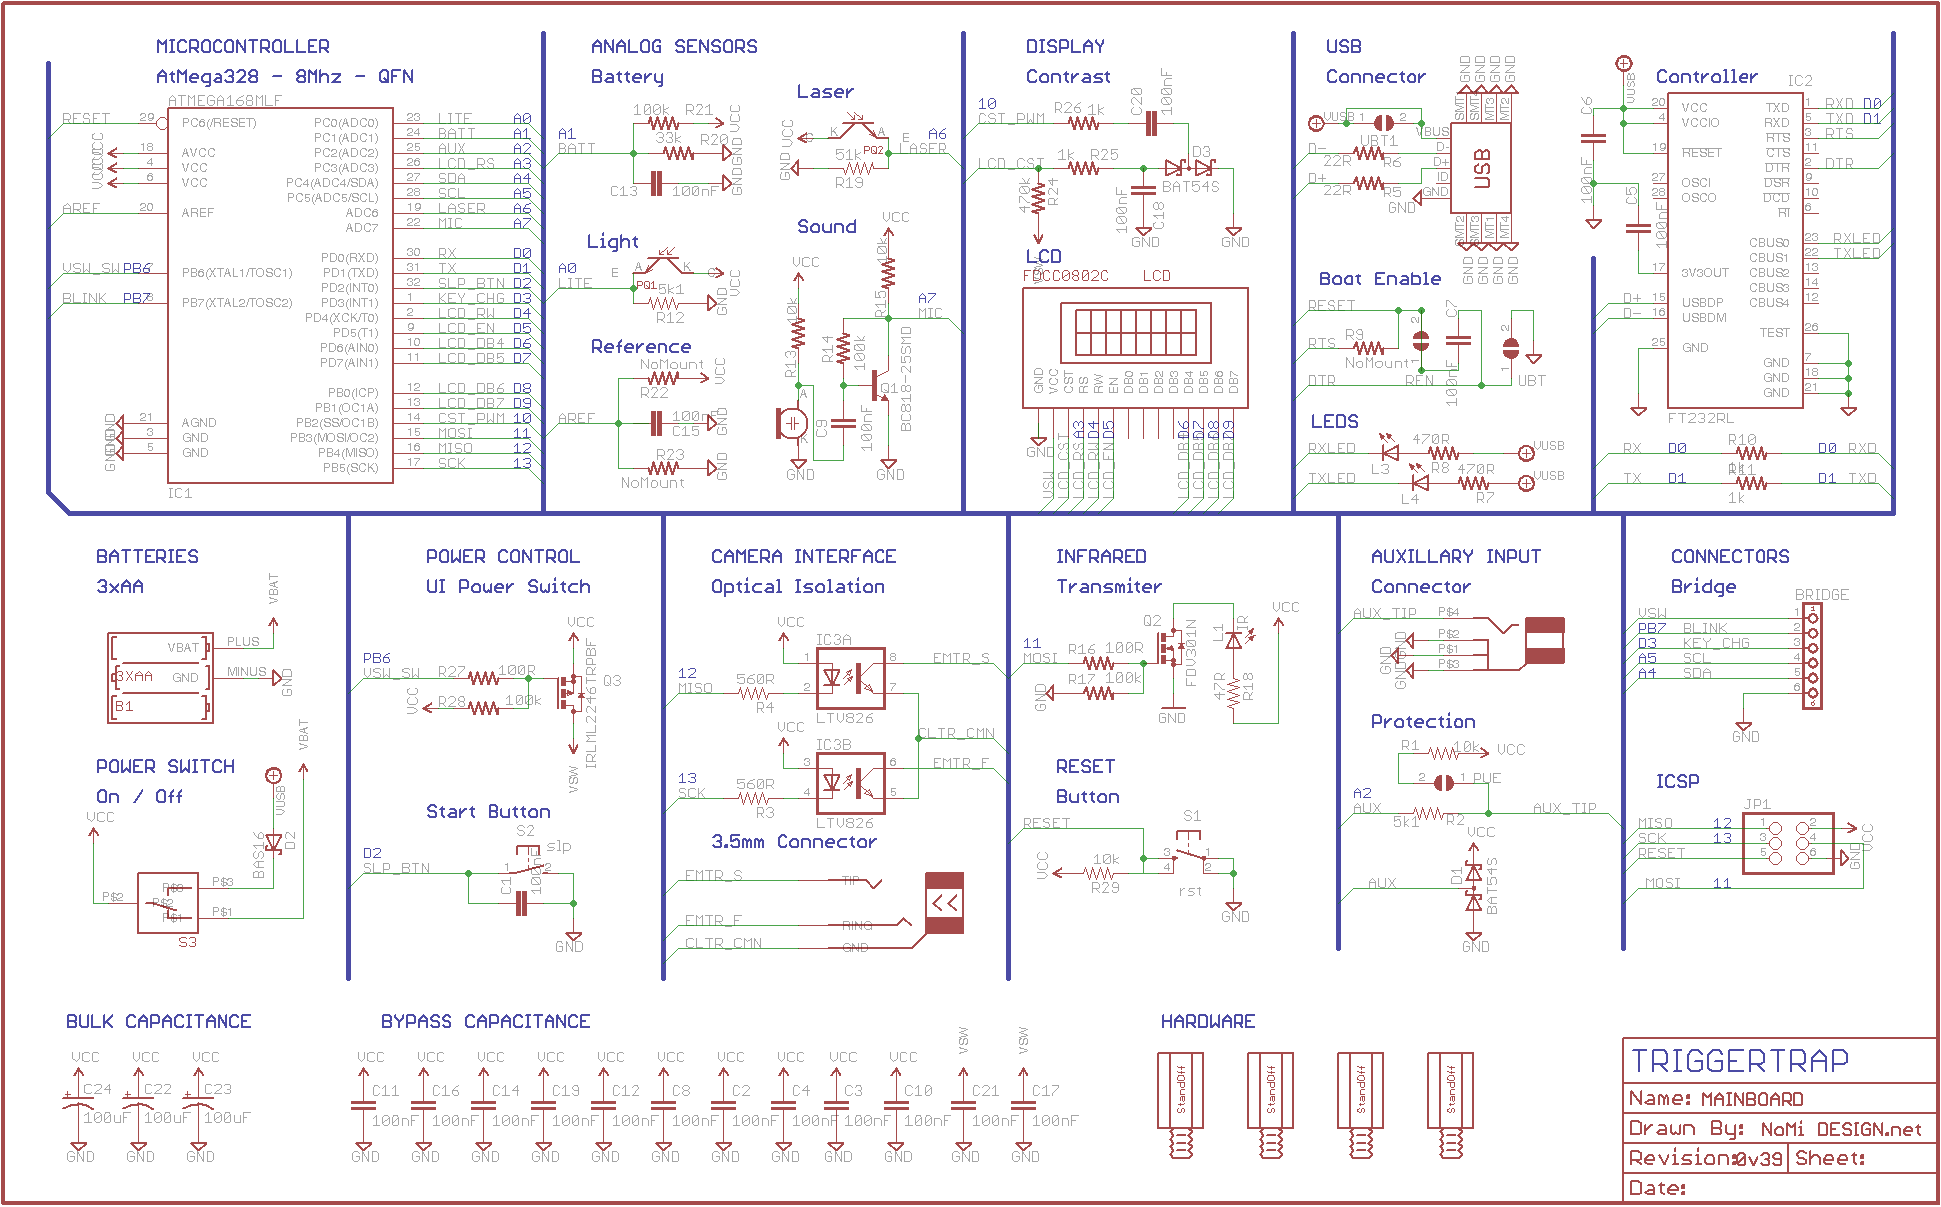 MICROCONTROLLER
AtMega328 - 8Mhz - QFN
ATMEGA168MLF
RESET 29 PC6(/RESET) PC0(ADC0) 23 LITE A0
PC1(ADC1) 24 BATT A1
VCC 18 AVCC PC2(ADC2) 25 AUX A2
VCC 4 VCC PC3(ADC3) 26 LCD_RS A3
VCC 6 VCC PC4(ADC4/SDA) 27 SDA A4
PC5(ADC5/SCL) 28 SCL A5
AREF 20 AREF ADC6 19 LASER A6
ADC7 22 MIC A7
PD0(RXD) 30 RX D0
VSW_SW PB6 7 PB6(XTAL1/TOSC1) PD1(TXD) 31 TX D1
PD2(INT0) 32 SLP_BTN D2
BLINK PB7 8 PB7(XTAL2/TOSC2) PD3(INT1) 1 KEY_CHG D3
PD4(XCK/T0) 2 LCD_RW D4
PD5(T1) 9 LCD_EN D5
PD6(AIN0) 10 LCD_DB4 D6
PD7(AIN1) 11 LCD_DB5 D7
PB0(ICP) 12 LCD_DB6 D8
PB1(OC1A) 13 LCD_DB7 D9
GND 21 AGND PB2(SS/OC1B) 14 CST_PWM 10
GND 3 GND PB3(MOSI/OC2) 15 MOSI 11
GND 5 GND PB4(MISO) 16 MISO 12
PB5(SCK) 17 SCK 13
IC1
ANALOG SENSORS
Battery
100k R21 VCC
A1 BATT 33k R20 GND
C13 100nF GND
Laser
VCC K A E A6
PQ2 LASER
GND 51k R19
Light
A0 LITE E A K C VCC
PQ1 5k1 R12 GND
Sound
VCC
10k R15
A7 MIC
VCC
10k R13
R14 100k
Q1 BC818-25SMD
A K C9 100nF
GND GND
Reference
NoMount R22 VCC
AREF 100nF C15 GND
R23 NoMount GND
DISPLAY
Contrast
10 CST_PWM R26 1k C20 100nF
LCD_CST 1k R25 D3 BAT54S
470k R24 100nF C18
VSW GND GND
LCD
FDCC0802C LCD
GND VCC CST RS RW EN DB0 DB1 DB2 DB3 DB4 DB5 DB6 DB7
GND VSW LCD_CST LCD_RS A3 LCD_RW D4 LCD_EN D5 LCD_DB4 D6 LCD_DB5 D7 LCD_DB6 D8 LCD_DB7 D9
USB
Connector
GND GND GND GND
SMT1 SMT4 MT3 MT2
VUSB 1 2 UBT1 VBUS
D- 22R R6 D-
D+ 22R R5 D+
ID
GND GND
USB
SMT2 SMT3 MT1 MT4
GND GND GND GND
Boot Enable
RESET C7
RTS R9 NoMount 2 1 100nF 2 1
DTR REN UBT
LEDS
RXLED L3 470R R8 VUSB
TXLED L4 470R R7 VUSB
Controller
IC2
VUSB
C6 100nF
C5 100nF
20 VCC TXD 1 RXD D0
4 VCCIO RXD 5 TXD D1
RTS 3 RTS
19 RESET CTS 11
DTR 2 DTR
27 OSCI DSR 9
28 OSCO DCD 10
RI 6
CBUS0 23 RXLED
CBUS1 22 TXLED
17 3V3OUT CBUS2 13
CBUS3 14
D+ 15 USBDP CBUS4 12
D- 16 USBDM
TEST 26
25 GND
GND 7
GND 18
GND 21
FT232RL
RX D0 R10 1k D0 RXD
TX D1 R11 1k D1 TXD
BATTERIES
3xAA
VBAT
VBAT PLUS
3XAA GND MINUS GND
B1
POWER SWITCH
On / Off
VBAT
VUSB
VCC
BAS16 D2
P$2 P$3 P$3
P$2 P$1 P$1
S3
POWER CONTROL
UI Power Switch
VCC
PB6
VSW_SW R27 100R Q3
VCC R28 100k IRLML2246TRPBF
VSW
Start Button
S2
D2 slp
SLP_BTN 1 2
C1 100nF
GND
CAMERA INTERFACE
Optical Isolation
VCC IC3A
1 8 EMTR_S
12 MISO 560R R4 2 7
LTV826
VCC IC3B CLTR_CMN
3 6 EMTR_F
13 SCK 560R R3 4 5
LTV826
3.5mm Connector
EMTR_S TIP
EMTR_F RING
CLTR_CMN GND
<<
INFRARED
Transmiter
Q2 VCC
L1 IR
11 MOSI R16 100R
GND R17 100k FDV301N
47R R18
GND
RESET
Button
RESET S1
VCC 10k R29 3 4 1 2
rst
GND
AUXILLARY INPUT
Connector
AUX_TIP P$4
GND P$2
GND P$1
GND P$3
Protection
R1 10k VCC
2 1 PUE
A2 AUX 5k1 R2 AUX_TIP
VCC
AUX D1 BAT54S
GND
CONNECTORS
Bridge
BRIDGE
VSW 1 1
PB7 BLINK 2
D3 KEY_CHG 3
A5 SCL 4
A4 SDA 5
6 6
GND
ICSP
JP1
MISO 12 1 2 VCC
SCK 13 3 4
RESET 5 6 GND
MOSI 11
BULK CAPACITANCE
VCC VCC VCC
C24 C22 C23
100uF 100uF 100uF
GND GND GND
BYPASS CAPACITANCE
VCC VCC VCC VCC VCC VCC VCC VCC VCC VCC VSW VSW
C11 C16 C14 C19 C12 C8 C2 C4 C3 C10 C21 C17
100nF 100nF 100nF 100nF 100nF 100nF 100nF 100nF 100nF 100nF 100nF 100nF
GND GND GND GND GND GND GND GND GND GND GND GND
HARDWARE
StandOff StandOff StandOff StandOff
TRIGGERTRAP
Name: MAINBOARD
Drawn By: NoMi DESIGN.net
Revision:0v39 Sheet:
Date: